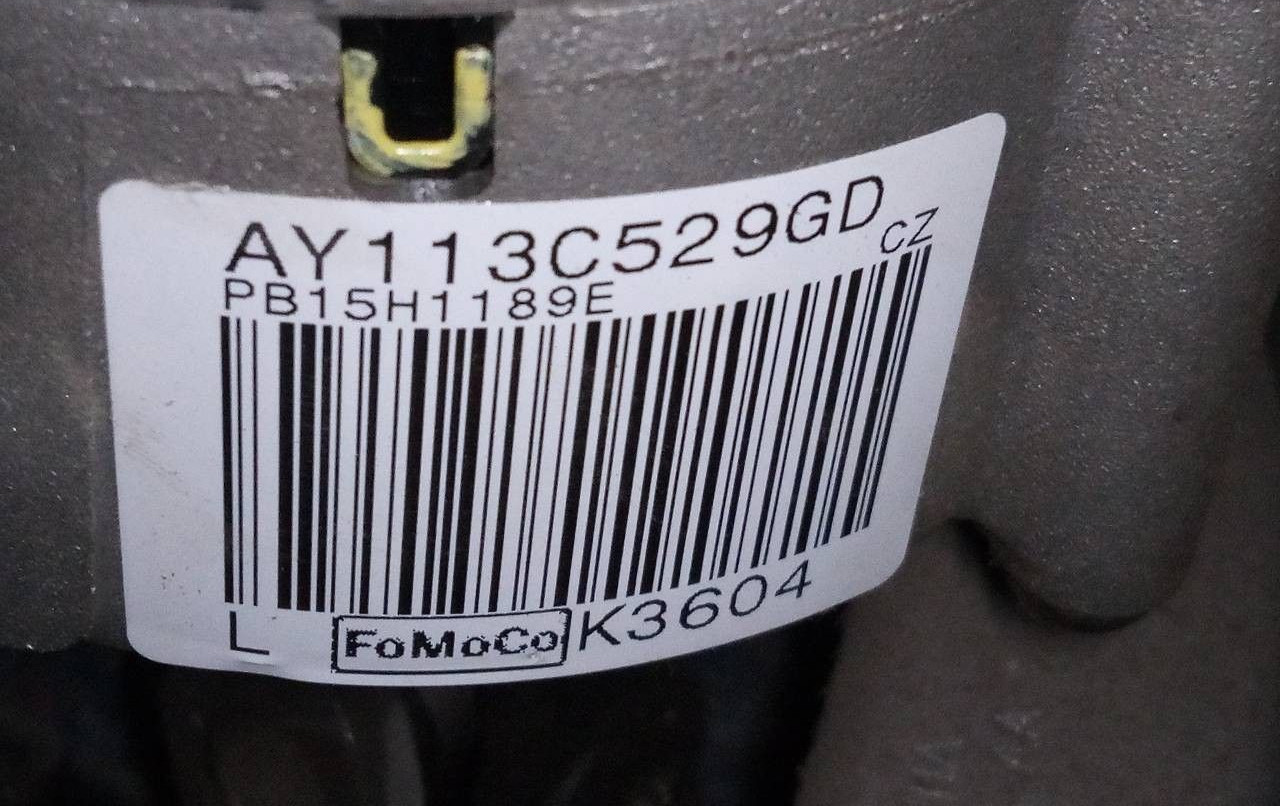 AY113C529GD CZ
PB15H1189E
L FoMoCo K3604